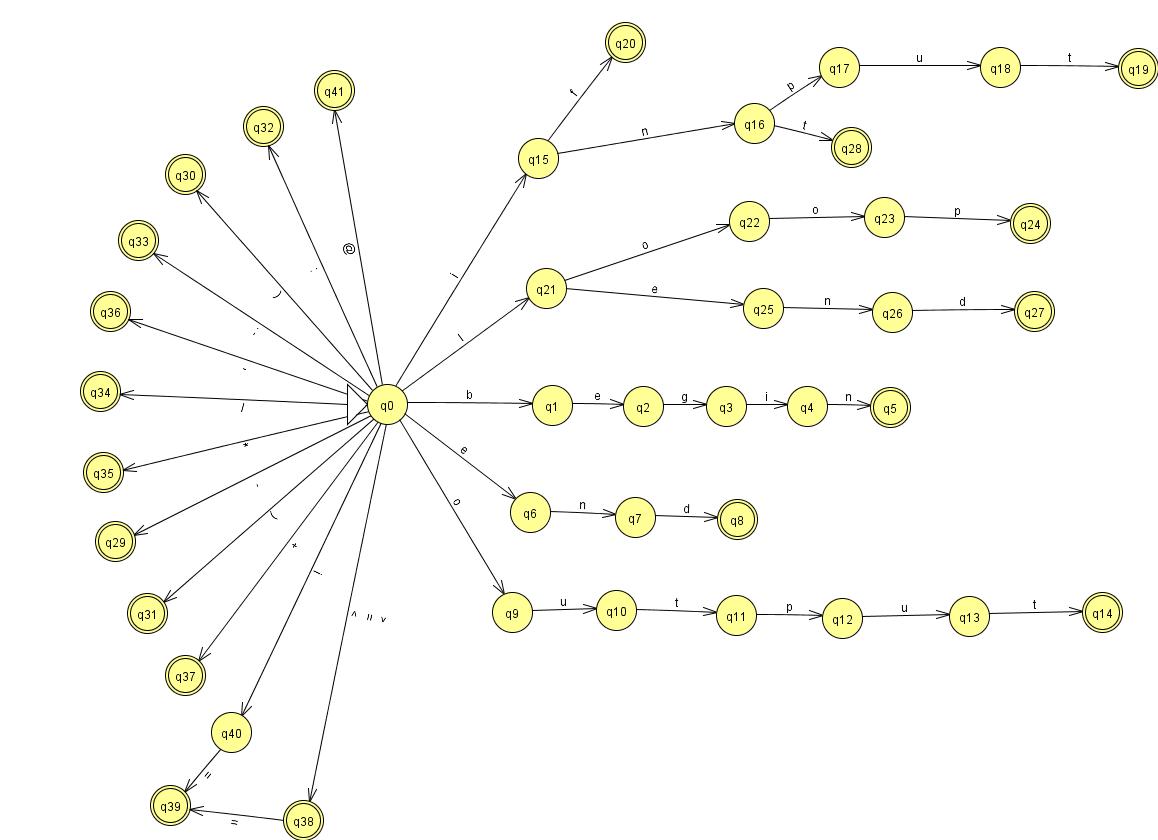 q20
q17
u
q18
t
q19
q41
p
f
q32
n
q16
t
q28
q15
q30
q22
o
q23
p
q24
q33
@
o
:
i
q21
e
q25
n
q26
d
q27
)
q36
;
l
q34
/
q0
b
q1
e
q2
g
q3
i
q4
n
q5
*
q35
e
o
q6
n
q7
d
q8
q29
(
+
q31
q9
u
q10
t
q11
p
q12
u
q13
t
q14
< = >
q37
q40
=
q39
=
q38